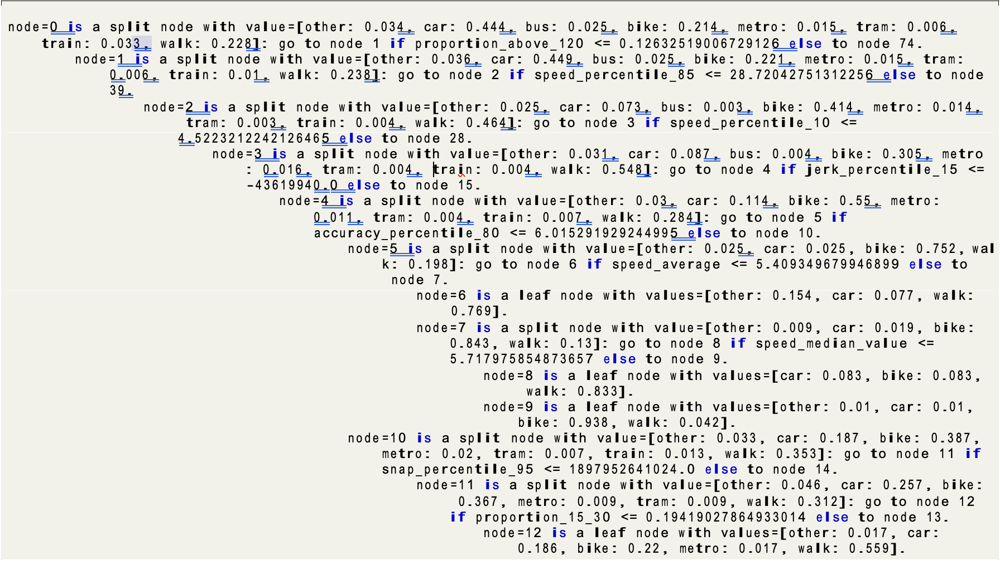 node=0 is a split node with value=[other: 0.034, car: 0.444, bus: 0.025, bike: 0.214, metro: 0.015, tram: 0.006,
train: 0.033, walk: 0.228]: go to node 1 if proportion_above_120 <= 0.12632519006729126 else to node 74.
node=1 is a split node with value=[other: 0.036, car: 0.449, bus: 0.025, bike: 0.221, metro: 0.015, tram:
0.006, train: 0.01, walk: 0.238]: go to node 2 if speed_percentile_85 <= 28.72042751312256 else to node
39.
node=2 is a split node with value=[other: 0.025, car: 0.073, bus: 0.003, bike: 0.414, metro: 0.014,
tram: 0.003, train: 0.004, walk: 0.464]: go to node 3 if speed_percentile_10 <=
4.5223212242126465 else to node 28.
node=3 is a split node with value=[other: 0.031, car: 0.087, bus: 0.004, bike: 0.305, metro
: 0.016, tram: 0.004, train: 0.004, walk: 0.548]: go to node 4 if jerk_percentile_15 <=
-43619940.0 else to node 15.
node=4 is a split node with value=[other: 0.03, car: 0.114, bike: 0.55, metro:
0.011, tram: 0.004, train: 0.007, walk: 0.284]: go to node 5 if
accuracy_percentile_80 <= 6.015291929244995 else to node 10.
node=5 is a split node with value=[other: 0.025, car: 0.025, bike: 0.752, wal
k: 0.198]: go to node 6 if speed_average <= 5.409349679946899 else to
node 7.
node=6 is a leaf node with values=[other: 0.154, car: 0.077, walk:
0.769].
node=7 is a split node with value=[other: 0.009, car: 0.019, bike:
0.843, walk: 0.13]: go to node 8 if speed_median_value <=
5.717975854873657 else to node 9.
node=8 is a leaf node with values=[car: 0.083, bike: 0.083,
walk: 0.833].
node=9 is a leaf node with values=[other: 0.01, car: 0.01,
bike: 0.938, walk: 0.042].
node=10 is a split node with value=[other: 0.033, car: 0.187, bike: 0.387,
metro: 0.02, tram: 0.007, train: 0.013, walk: 0.353]: go to node 11 if
snap_percentile_95 <= 1897952641024.0 else to node 14.
node=11 is a split node with value=[other: 0.046, car: 0.257, bike:
0.367, metro: 0.009, tram: 0.009, walk: 0.312]: go to node 12
if proportion_15_30 <= 0.19419027864933014 else to node 13.
node=12 is a leaf node with values=[other: 0.017, car:
0.186, bike: 0.22, metro: 0.017, walk: 0.559].